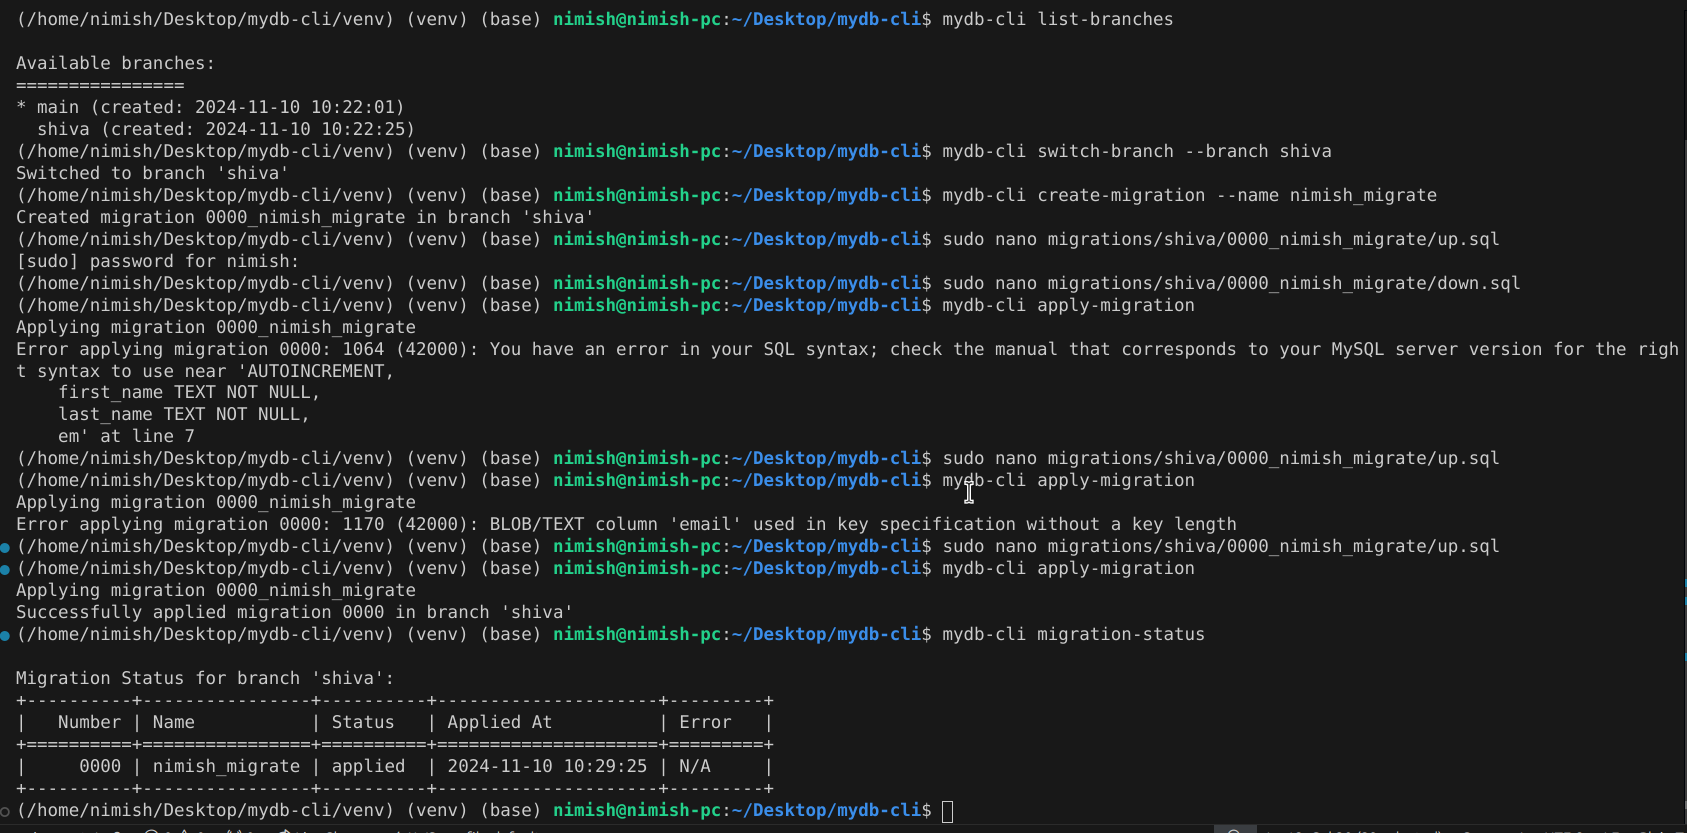 (/home/nimish/Desktop/mydb-cli/venv) (venv) (base) nimish@nimish-pc:~/Desktop/mydb-cli$ mydb-cli list-branches
Available branches:
================
* main (created: 2024-11-10 10:22:01)
  shiva (created: 2024-11-10 10:22:25)
(/home/nimish/Desktop/mydb-cli/venv) (venv) (base) nimish@nimish-pc:~/Desktop/mydb-cli$ mydb-cli switch-branch --branch shiva
Switched to branch 'shiva'
(/home/nimish/Desktop/mydb-cli/venv) (venv) (base) nimish@nimish-pc:~/Desktop/mydb-cli$ mydb-cli create-migration --name nimish_migrate
Created migration 0000_nimish_migrate in branch 'shiva'
(/home/nimish/Desktop/mydb-cli/venv) (venv) (base) nimish@nimish-pc:~/Desktop/mydb-cli$ sudo nano migrations/shiva/0000_nimish_migrate/up.sql
[sudo] password for nimish:
(/home/nimish/Desktop/mydb-cli/venv) (venv) (base) nimish@nimish-pc:~/Desktop/mydb-cli$ sudo nano migrations/shiva/0000_nimish_migrate/down.sql
(/home/nimish/Desktop/mydb-cli/venv) (venv) (base) nimish@nimish-pc:~/Desktop/mydb-cli$ mydb-cli apply-migration
Applying migration 0000_nimish_migrate
Error applying migration 0000: 1064 (42000): You have an error in your SQL syntax; check the manual that corresponds to your MySQL server version for the righ
t syntax to use near 'AUTOINCREMENT,
    first_name TEXT NOT NULL,
    last_name TEXT NOT NULL,
    em' at line 7
(/home/nimish/Desktop/mydb-cli/venv) (venv) (base) nimish@nimish-pc:~/Desktop/mydb-cli$ sudo nano migrations/shiva/0000_nimish_migrate/up.sql
(/home/nimish/Desktop/mydb-cli/venv) (venv) (base) nimish@nimish-pc:~/Desktop/mydb-cli$ mydb-cli apply-migration
Applying migration 0000_nimish_migrate
Error applying migration 0000: 1170 (42000): BLOB/TEXT column 'email' used in key specification without a key length
(/home/nimish/Desktop/mydb-cli/venv) (venv) (base) nimish@nimish-pc:~/Desktop/mydb-cli$ sudo nano migrations/shiva/0000_nimish_migrate/up.sql
(/home/nimish/Desktop/mydb-cli/venv) (venv) (base) nimish@nimish-pc:~/Desktop/mydb-cli$ mydb-cli apply-migration
Applying migration 0000_nimish_migrate
Successfully applied migration 0000 in branch 'shiva'
(/home/nimish/Desktop/mydb-cli/venv) (venv) (base) nimish@nimish-pc:~/Desktop/mydb-cli$ mydb-cli migration-status
Migration Status for branch 'shiva':
+----------+----------------+----------+---------------------+---------+
|   Number | Name           | Status   | Applied At          | Error   |
+==========+================+==========+=====================+=========+
|     0000 | nimish_migrate | applied  | 2024-11-10 10:29:25 | N/A     |
+----------+----------------+----------+---------------------+---------+
(/home/nimish/Desktop/mydb-cli/venv) (venv) (base) nimish@nimish-pc:~/Desktop/mydb-cli$